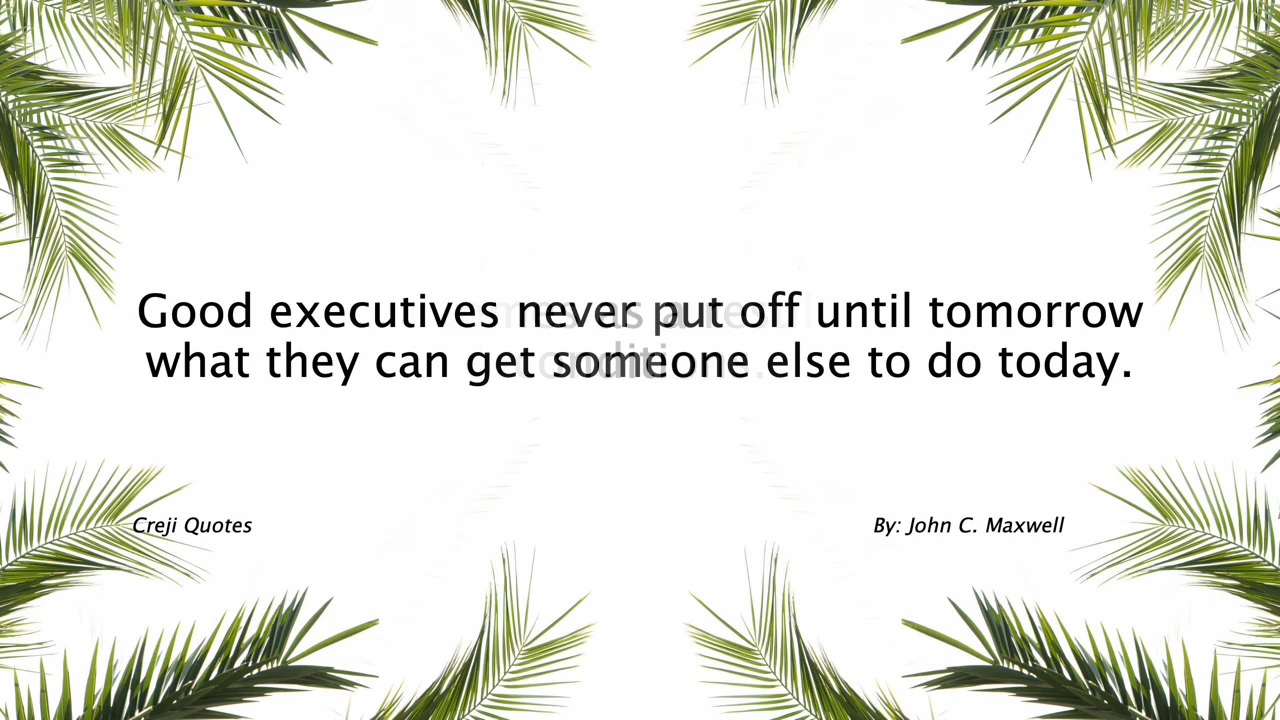 Good executives never put off until tomorrow
what they can get someone else to do today.
Creji Quotes
By: John C. Maxwell